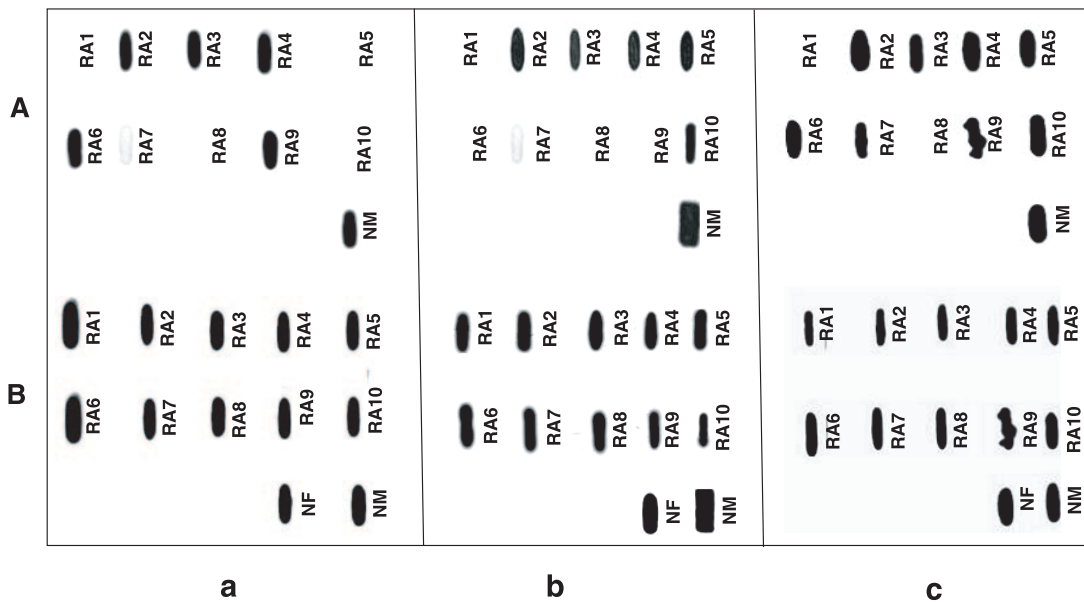 A
RA1 RA2 RA3 RA4 RA5 RA1 RA2 RA3 RA4 RA5 RA1 RA2 RA3 RA4 RA5
RA6 RA7 RA8 RA9 RA10 RA6 RA7 RA8 RA9 RA10 RA6 RA7 RA8 RA9 RA10
NM NM NM
B
RA1 RA2 RA3 RA4 RA5 RA1 RA2 RA3 RA4 RA5 RA1 RA2 RA3 RA4 RA5
RA6 RA7 RA8 RA9 RA10 RA6 RA7 RA8 RA9 RA10 RA6 RA7 RA8 RA9 RA10
NF NM NF NM NF NM
a b c